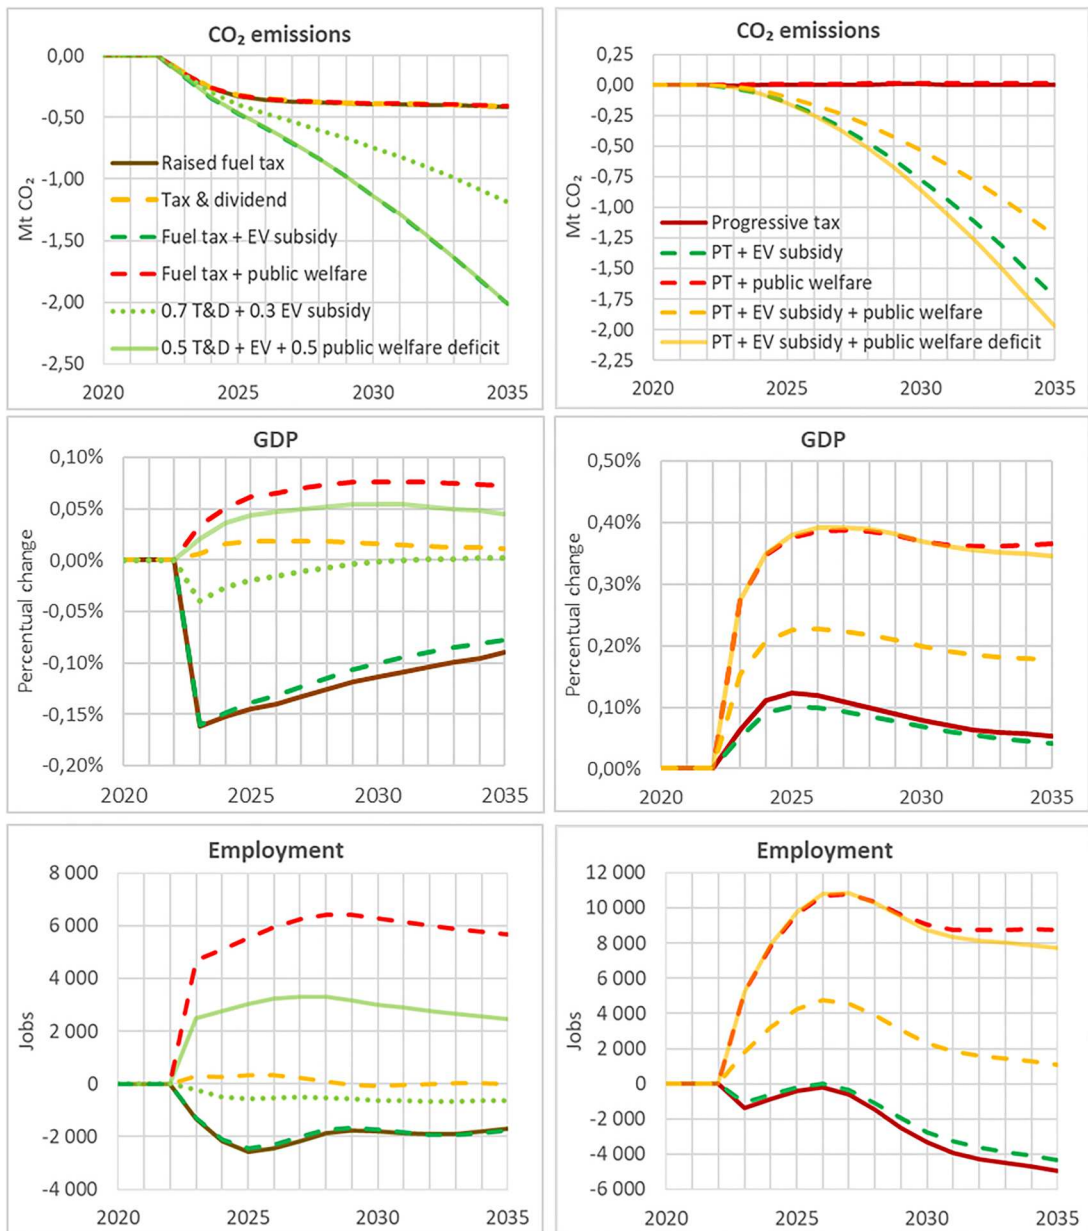 CO₂ emissions
0,00
-0,50
-1,00
-1,50
-2,00
-2,50
Mt CO₂
Raised fuel tax
Tax & dividend
Fuel tax + EV subsidy
Fuel tax + public welfare
0.7 T&D + 0.3 EV subsidy
0.5 T&D + EV + 0.5 public welfare deficit
2020 2025 2030 2035
CO₂ emissions
0,25
0,00
-0,25
-0,50
-0,75
-1,00
-1,25
-1,50
-1,75
-2,00
-2,25
Mt CO₂
Progressive tax
PT + EV subsidy
PT + public welfare
PT + EV subsidy + public welfare
PT + EV subsidy + public welfare deficit
2020 2025 2030 2035
GDP
0,10%
0,05%
0,00%
-0,05%
-0,10%
-0,15%
-0,20%
Percentual change
2020 2025 2030 2035
GDP
0,50%
0,40%
0,30%
0,20%
0,10%
0,00%
Percentual change
2020 2025 2030 2035
Employment
8 000
6 000
4 000
2 000
0
-2 000
-4 000
Jobs
2020 2025 2030 2035
Employment
12 000
10 000
8 000
6 000
4 000
2 000
0
-2 000
-4 000
-6 000
Jobs
2020 2025 2030 2035